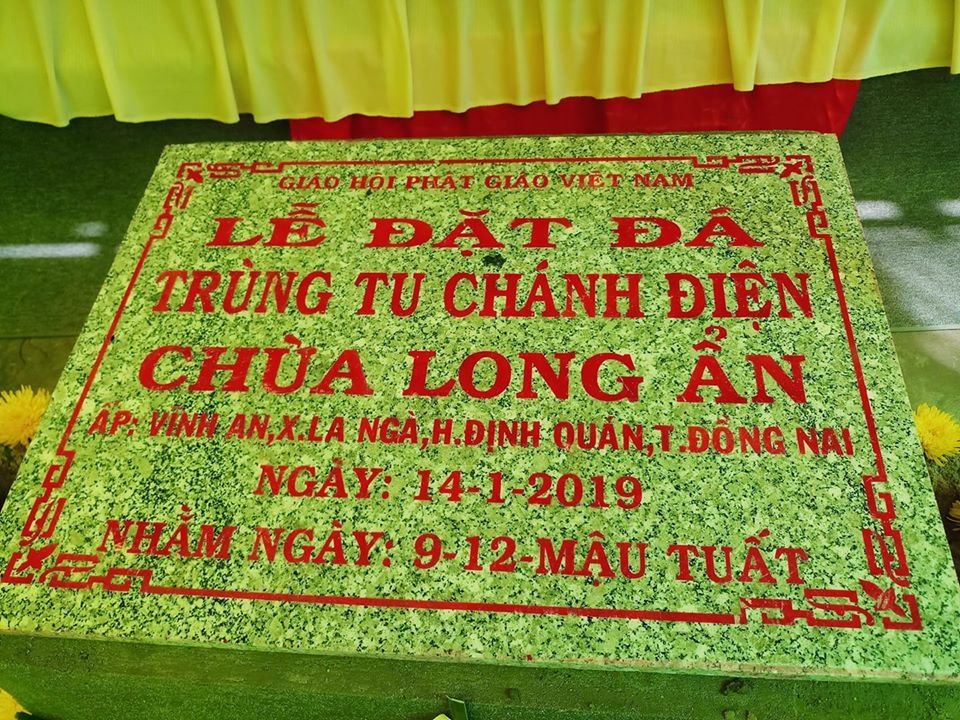 GIÁO HỘI PHẬT GIÁO VIỆT NAM
LỄ ĐẶT ĐÁ
TRÙNG TU CHÁNH ĐIỆN
CHÙA LONG ẨN
ẤP: VĨNH AN,X.LA NGÀ,H.ĐỊNH QUÁN,T.ĐỒNG NAI
NGÀY: 14-1-2019
NHẰM NGÀY: 9-12-MẬU TUẤT